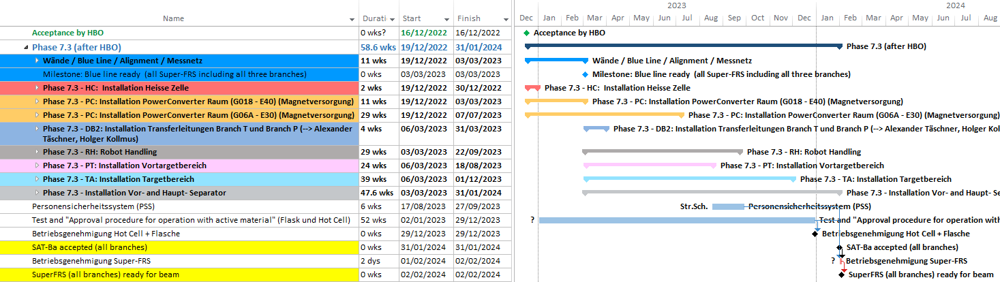 2023 2024
Name Durati Start Finish Dec Jan Feb Mar Apr May Jun Jul Aug Sep Oct Nov Dec Jan Feb Mar Apr May Jun Jul Aug
Acceptance by HBO 0 wks? 16/12/2022 16/12/2022 Acceptance by HBO
Phase 7.3 (after HBO) 58.6 wks 19/12/2022 31/01/2024 Phase 7.3 (after HBO)
Wände / Blue Line / Alignment / Messnetz 11 wks 19/12/2022 03/03/2023 Wände / Blue Line / Alignment / Messnetz
Milestone: Blue line ready (all Super-FRS including all three branches) 0 wks 03/03/2023 03/03/2023 Milestone: Blue line ready (all Super-FRS including all three branches)
Phase 7.3 - HC: Installation Heisse Zelle 2 wks 19/12/2022 30/12/2022 Phase 7.3 - HC: Installation Heisse Zelle
Phase 7.3 - PC: Installation PowerConverter Raum (G018 - E40) (Magnetversorgung) 11 wks 19/12/2022 03/03/2023 Phase 7.3 - PC: Installation PowerConverter Raum (G018 - E40) (Magnetversorgung)
Phase 7.3 - PC: Installation PowerConverter Raum (G06A - E30) (Magnetversorgung) 29 wks 19/12/2022 07/07/2023 Phase 7.3 - PC: Installation PowerConverter Raum (G06A - E30) (Magnetversorgung)
Phase 7.3 - DB2: Installation Transferleitungen Branch T und Branch P (--> Alexander 4 wks 06/03/2023 31/03/2023 Phase 7.3 - DB2: Installation Transferleitungen Branch T und Branch P (--> Alexander Täschner, Holger Kol
Täschner, Holger Kollmus)
Phase 7.3 - RH: Robot Handling 29 wks 03/03/2023 22/09/2023 Phase 7.3 - RH: Robot Handling
Phase 7.3 - PT: Installation Vortargetbereich 24 wks 06/03/2023 18/08/2023 Phase 7.3 - PT: Installation Vortargetbereich
Phase 7.3 - TA: Installation Targetbereich 39 wks 06/03/2023 01/12/2023 Phase 7.3 - TA: Installation Targetbereich
Phase 7.3 - Installation Vor- and Haupt- Separator 47.6 wks 03/03/2023 31/01/2024 Phase 7.3 - Installation Vor- and Haupt- Se
Personensicherheitssystem (PSS) 6 wks 17/08/2023 27/09/2023 Str.Sch. Personensicherheitssystem (PSS)
Test and "Approval procedure for operation with active material" (Flask und Hot Cell) 52 wks 02/01/2023 29/12/2023 ? Test and "Approval procedure for operation with
Betriebsgenehmigung Hot Cell + Flasche 0 wks 29/12/2023 29/12/2023 Betriebsgenehmigung Hot Cell + Flasche
SAT-Ba accepted (all branches) 0 wks 31/01/2024 31/01/2024 SAT-Ba accepted (all branches)
Betriebsgenehmigung Super-FRS 2 dys 01/02/2024 02/02/2024 ? Betriebsgenehmigung Super-FRS
SuperFRS (all branches) ready for beam 0 wks 02/02/2024 02/02/2024 SuperFRS (all branches) ready for beam